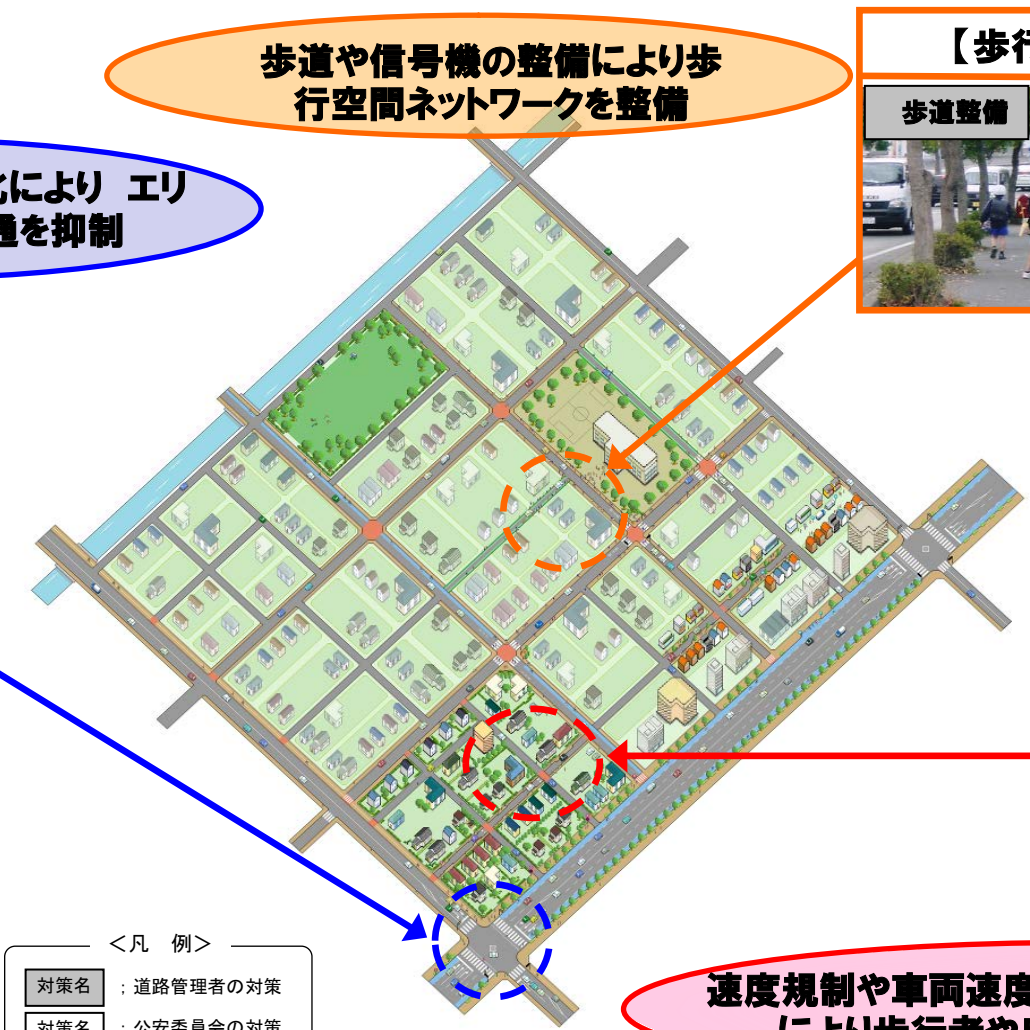 歩道や信号機の整備により歩
行空間ネットワークを整備
【歩行
歩道整備
により エリ
通を抑制
＜凡 例＞
対策名 ；道路管理者の対策
対策名 ；公安委員会の対策
速度規制や車両速度
により歩行者や